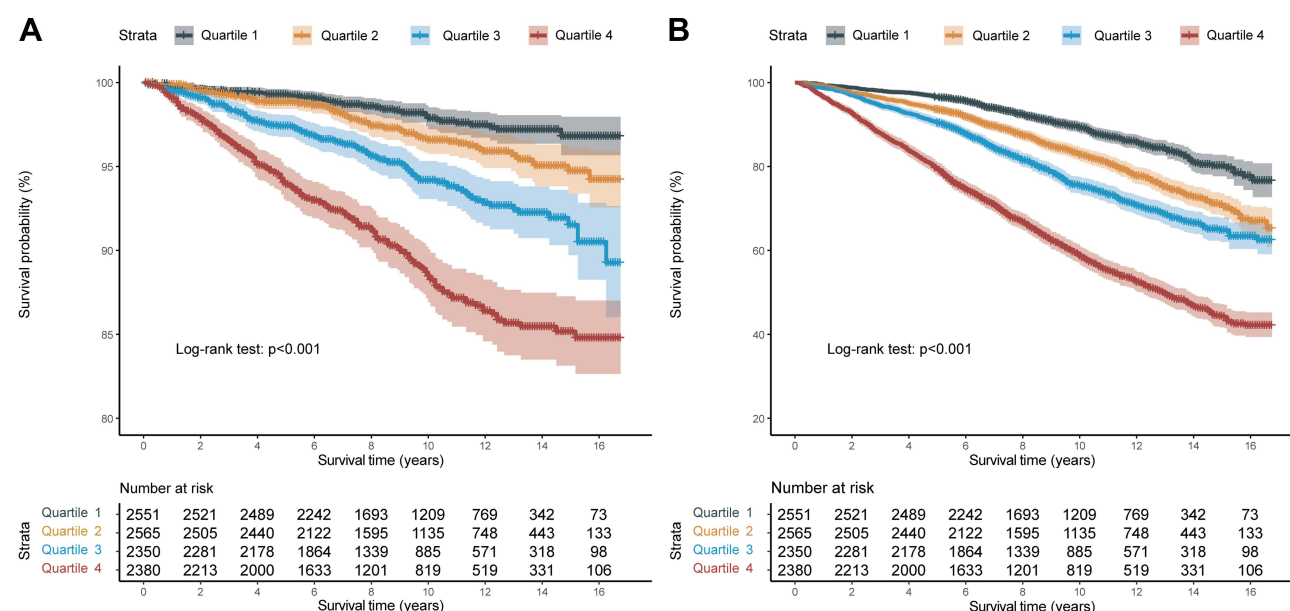 A
Strata Quartile 1 Quartile 2 Quartile 3 Quartile 4
Survival probability (%)
100
95
90
85
80
Log-rank test: p<0.001
0 2 4 6 8 10 12 14 16
Survival time (years)
Number at risk
Strata
Quartile 1 2551 2521 2489 2242 1693 1209 769 342 73
Quartile 2 2565 2505 2440 2122 1595 1135 748 443 133
Quartile 3 2350 2281 2178 1864 1339 885 571 318 98
Quartile 4 2380 2213 2000 1633 1201 819 519 331 106
0 2 4 6 8 10 12 14 16
Survival time (years)
B
Strata Quartile 1 Quartile 2 Quartile 3 Quartile 4
Survival probability (%)
100
80
60
40
20
Log-rank test: p<0.001
0 2 4 6 8 10 12 14 16
Survival time (years)
Number at risk
Strata
Quartile 1 2551 2521 2489 2242 1693 1209 769 342 73
Quartile 2 2565 2505 2440 2122 1595 1135 748 443 133
Quartile 3 2350 2281 2178 1864 1339 885 571 318 98
Quartile 4 2380 2213 2000 1633 1201 819 519 331 106
0 2 4 6 8 10 12 14 16
Survival time (years)